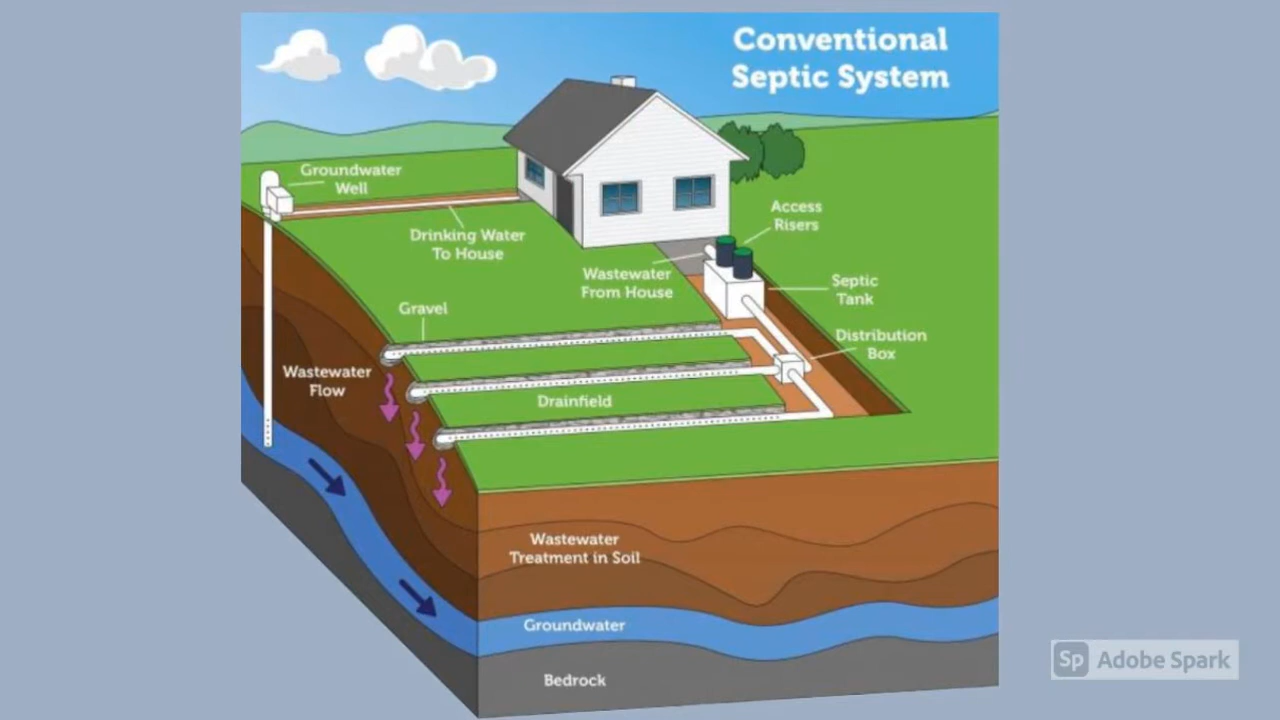 Conventional
Septic System
Groundwater
Well
Drinking Water
To House
Access
Risers
Wastewater
From House
Septic
Tank
Gravel
Distribution
Box
Wastewater
Flow
Drainfield
Wastewater
Treatment in Soil
Groundwater
Bedrock
Sp Adobe Spark